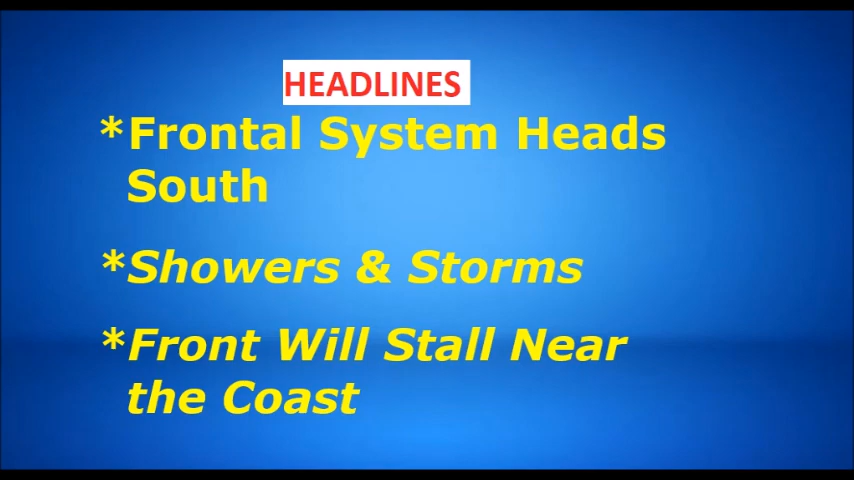 HEADLINES
*Frontal System Heads
South
*Showers & Storms
*Front Will Stall Near
the Coast